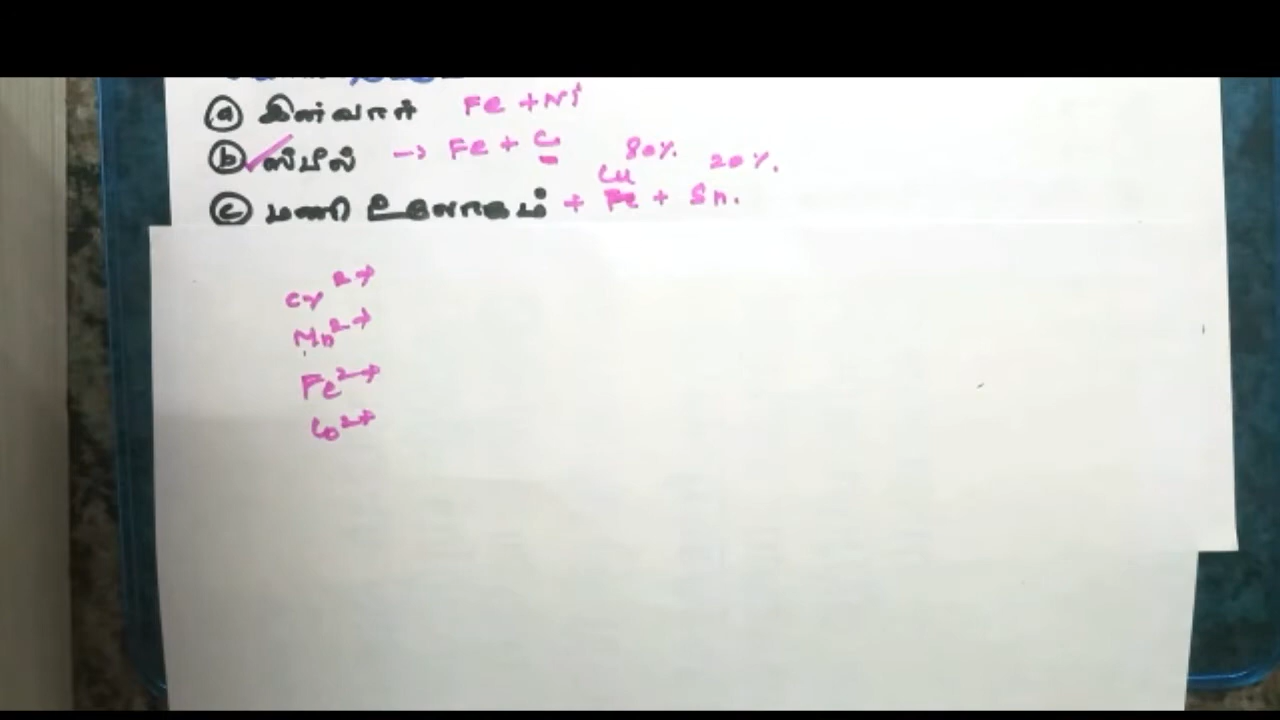 ⓐ இன்வார் Fe + Ni
ⓑ ஸ்டீல் → Fe + C 80% 20%.
Cu
ⓒ மணி உலோகம் + Fe + Sn.
Cr2+
Mn2+
Fe2+
Co2+